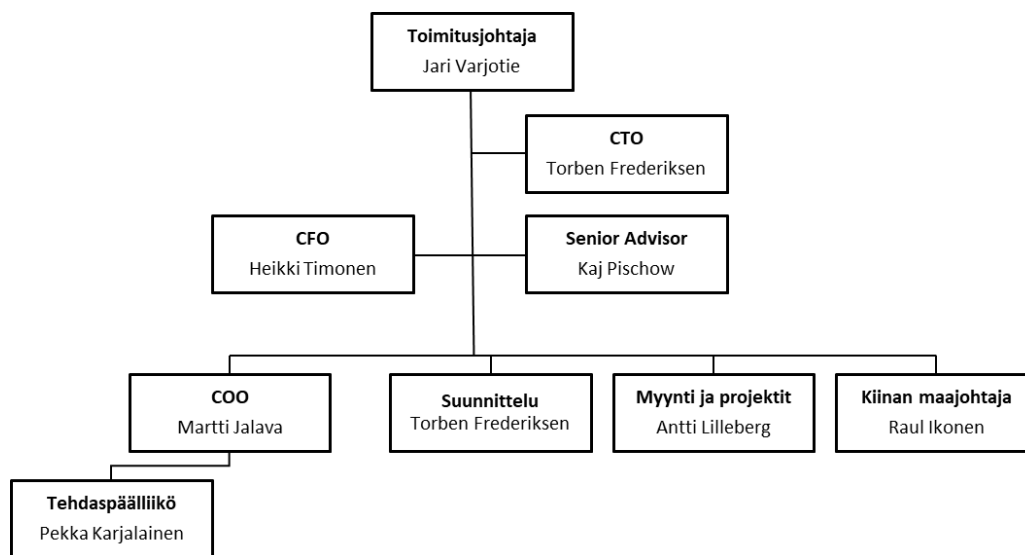 Toimitusjohtaja
Jari Varjotie
CTO
Torben Frederiksen
CFO
Heikki Timonen
Senior Advisor
Kaj Pischow
COO
Martti Jalava
Suunnittelu
Torben Frederiksen
Myynti ja projektit
Antti Lilleberg
Kiinan maajohtaja
Raul Ikonen
Tehdaspäälliikö
Pekka Karjalainen